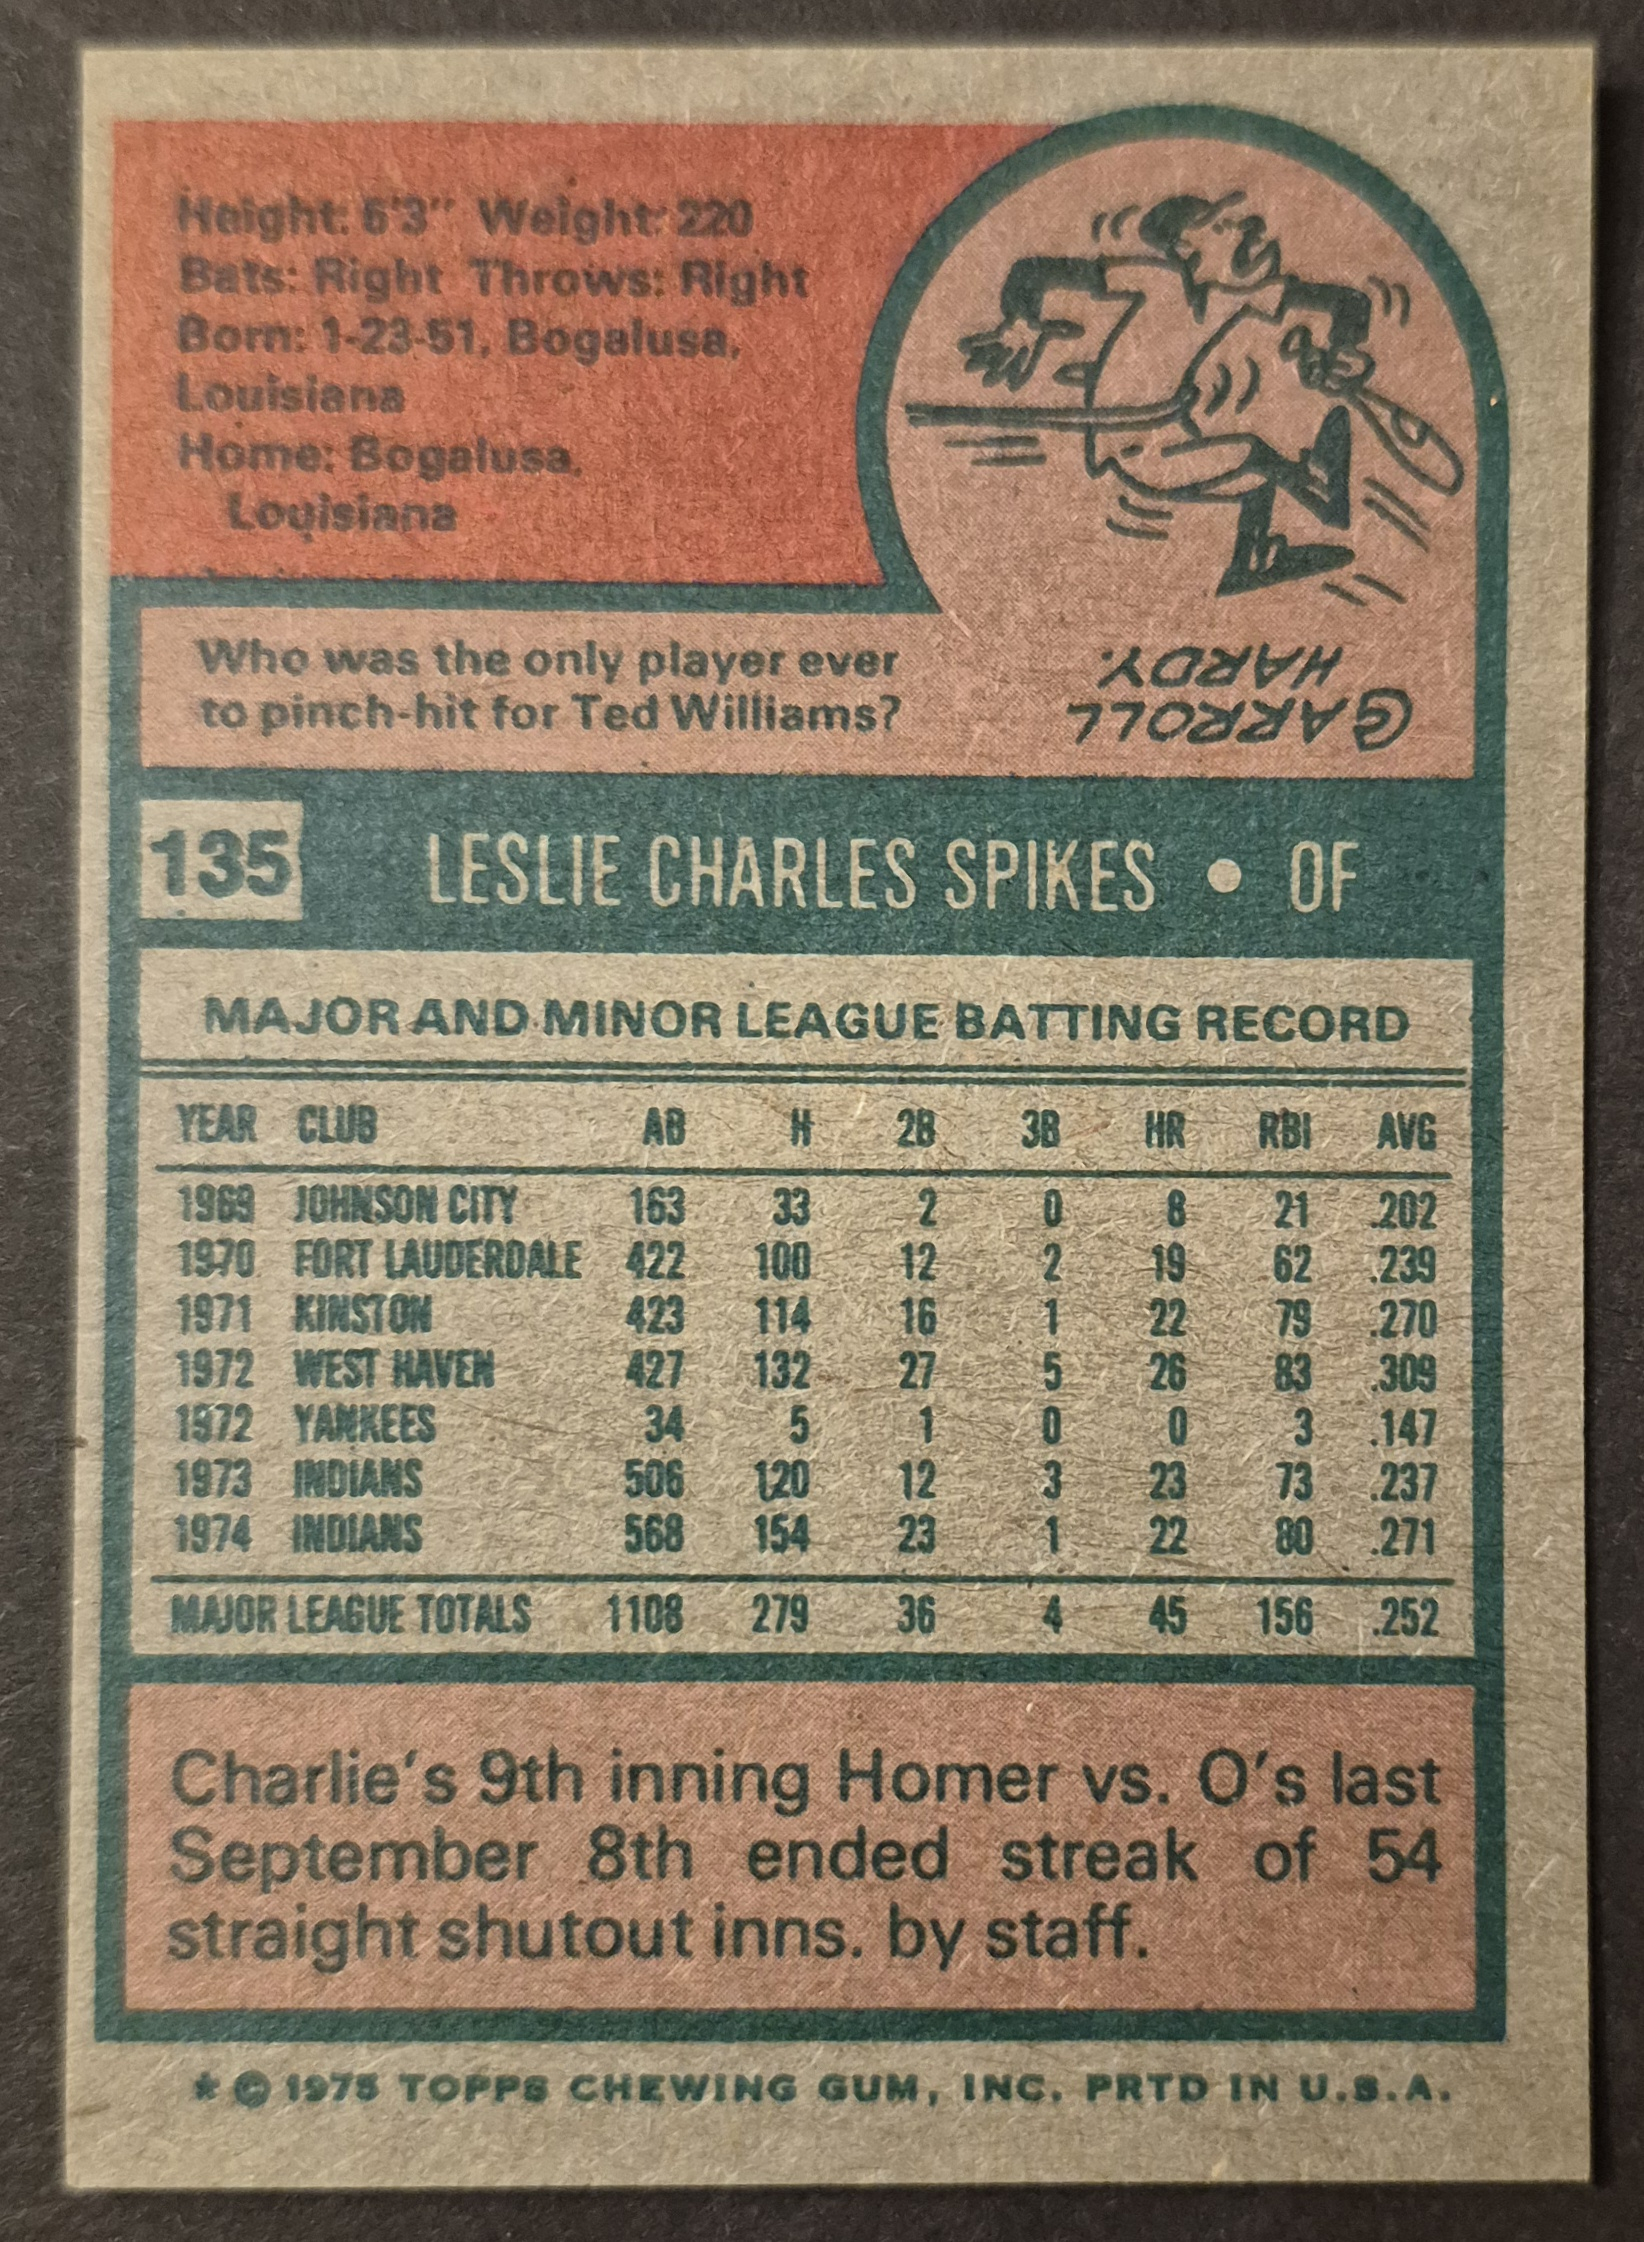 Height: 6'3" Weight: 220
Bats: Right Throws: Right
Born: 1-23-51, Bogalusa,
Louisiana
Home: Bogalusa,
Louisiana
Who was the only player ever
to pinch-hit for Ted Williams?
CARROLL
HARDY.
135 LESLIE CHARLES SPIKES • OF
MAJOR AND MINOR LEAGUE BATTING RECORD
YEAR CLUB AB H 2B 3B HR RBI AVG
1969 JOHNSON CITY 163 33 2 0 8 21 .202
1970 FORT LAUDERDALE 422 100 12 2 19 62 .239
1971 KINSTON 423 114 16 1 22 79 .270
1972 WEST HAVEN 427 132 27 5 26 83 .309
1972 YANKEES 34 5 1 0 0 3 .147
1973 INDIANS 506 120 12 3 23 73 .237
1974 INDIANS 568 154 23 1 22 80 .271
MAJOR LEAGUE TOTALS 1108 279 36 4 45 156 .252
Charlie's 9th inning Homer vs. O's last
September 8th ended streak of 54
straight shutout inns. by staff.
* © 1975 TOPPS CHEWING GUM, INC. PRTD IN U.S.A.